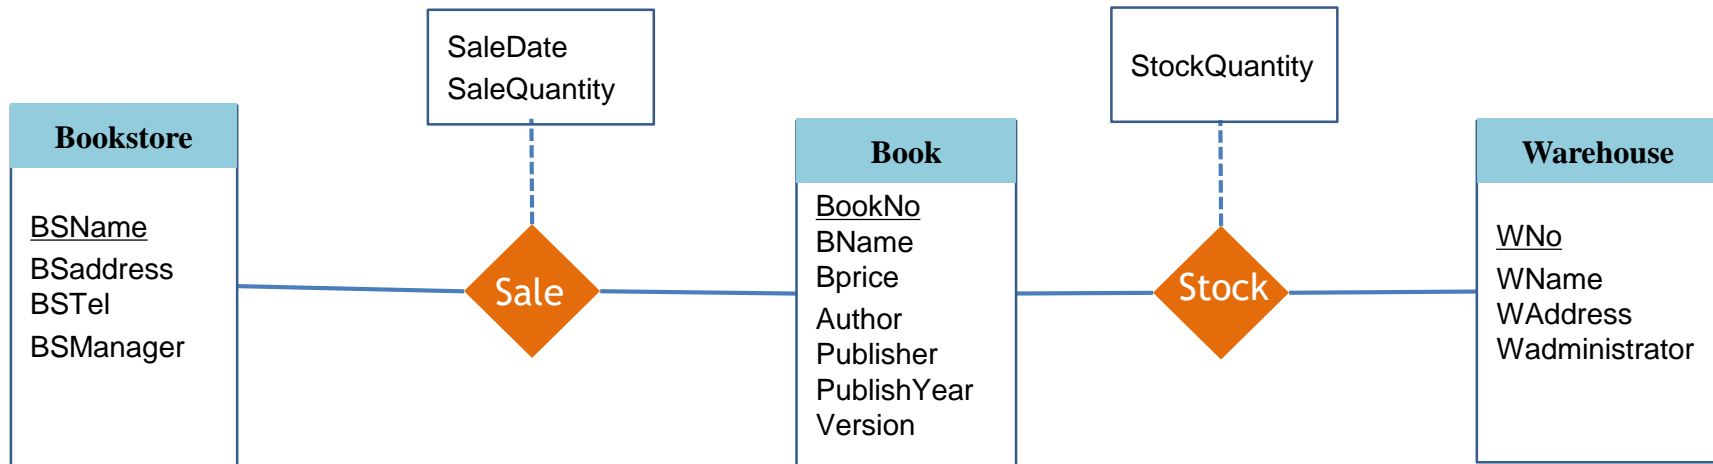 Bookstore
BSName
BSaddress
BSTel
BSManager
SaleDate
SaleQuantity
Sale
Book
BookNo
BName
Bprice
Author
Publisher
PublishYear
Version
StockQuantity
Stock
Warehouse
WNo
WName
WAddress
Wadministrator